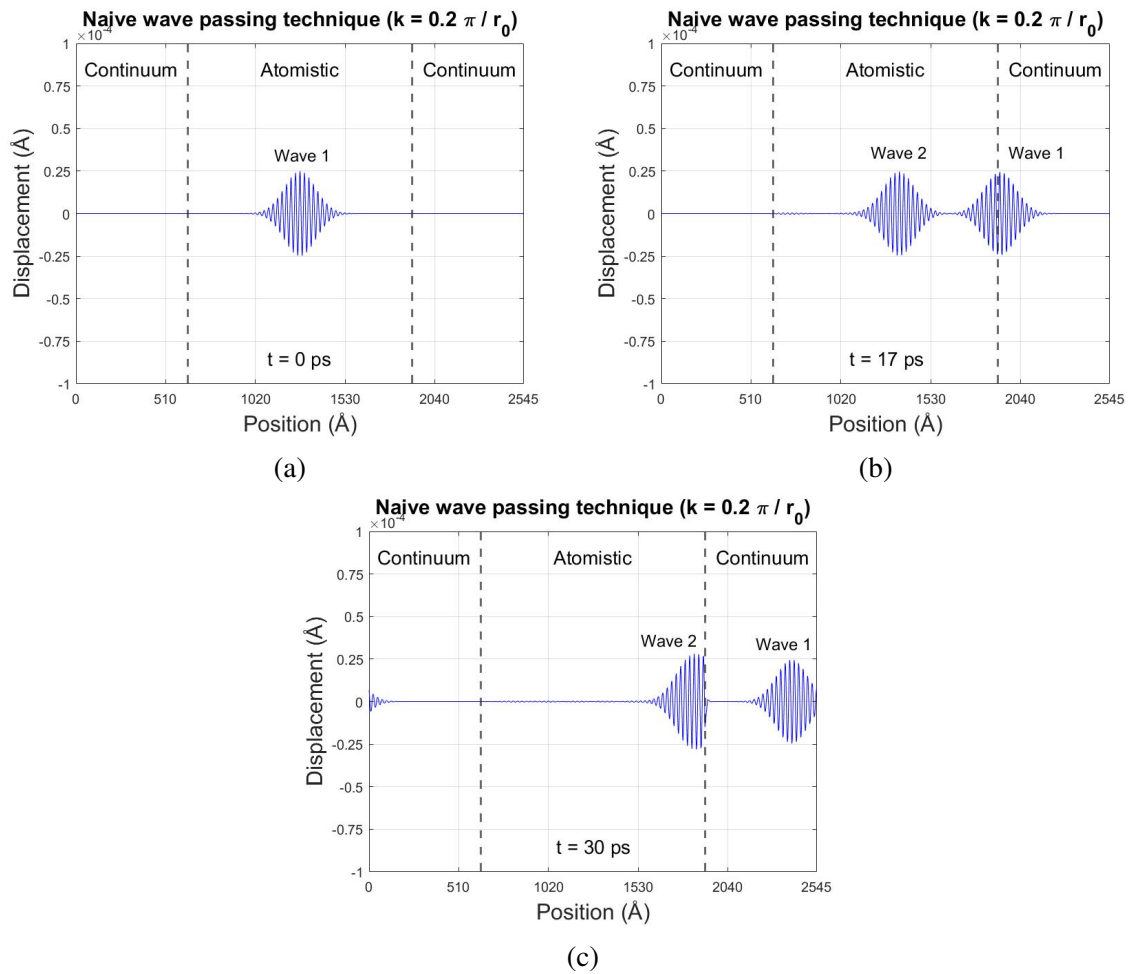 Naive wave passing technique (k = 0.2 π / r0)
×10-4
Continuum Atomistic Continuum
Wave 1
t = 0 ps
Displacement (Å)
1
0.75
0.5
0.25
0
-0.25
-0.5
-0.75
-1
0 510 1020 1530 2040 2545
Position (Å)
(a)
Naive wave passing technique (k = 0.2 π / r0)
×10-4
Continuum Atomistic Continuum
Wave 2 Wave 1
t = 17 ps
Displacement (Å)
1
0.75
0.5
0.25
0
-0.25
-0.5
-0.75
-1
0 510 1020 1530 2040 2545
Position (Å)
(b)
Naive wave passing technique (k = 0.2 π / r0)
×10-4
Continuum Atomistic Continuum
Wave 2 Wave 1
t = 30 ps
Displacement (Å)
1
0.75
0.5
0.25
0
-0.25
-0.5
-0.75
-1
0 510 1020 1530 2040 2545
Position (Å)
(c)